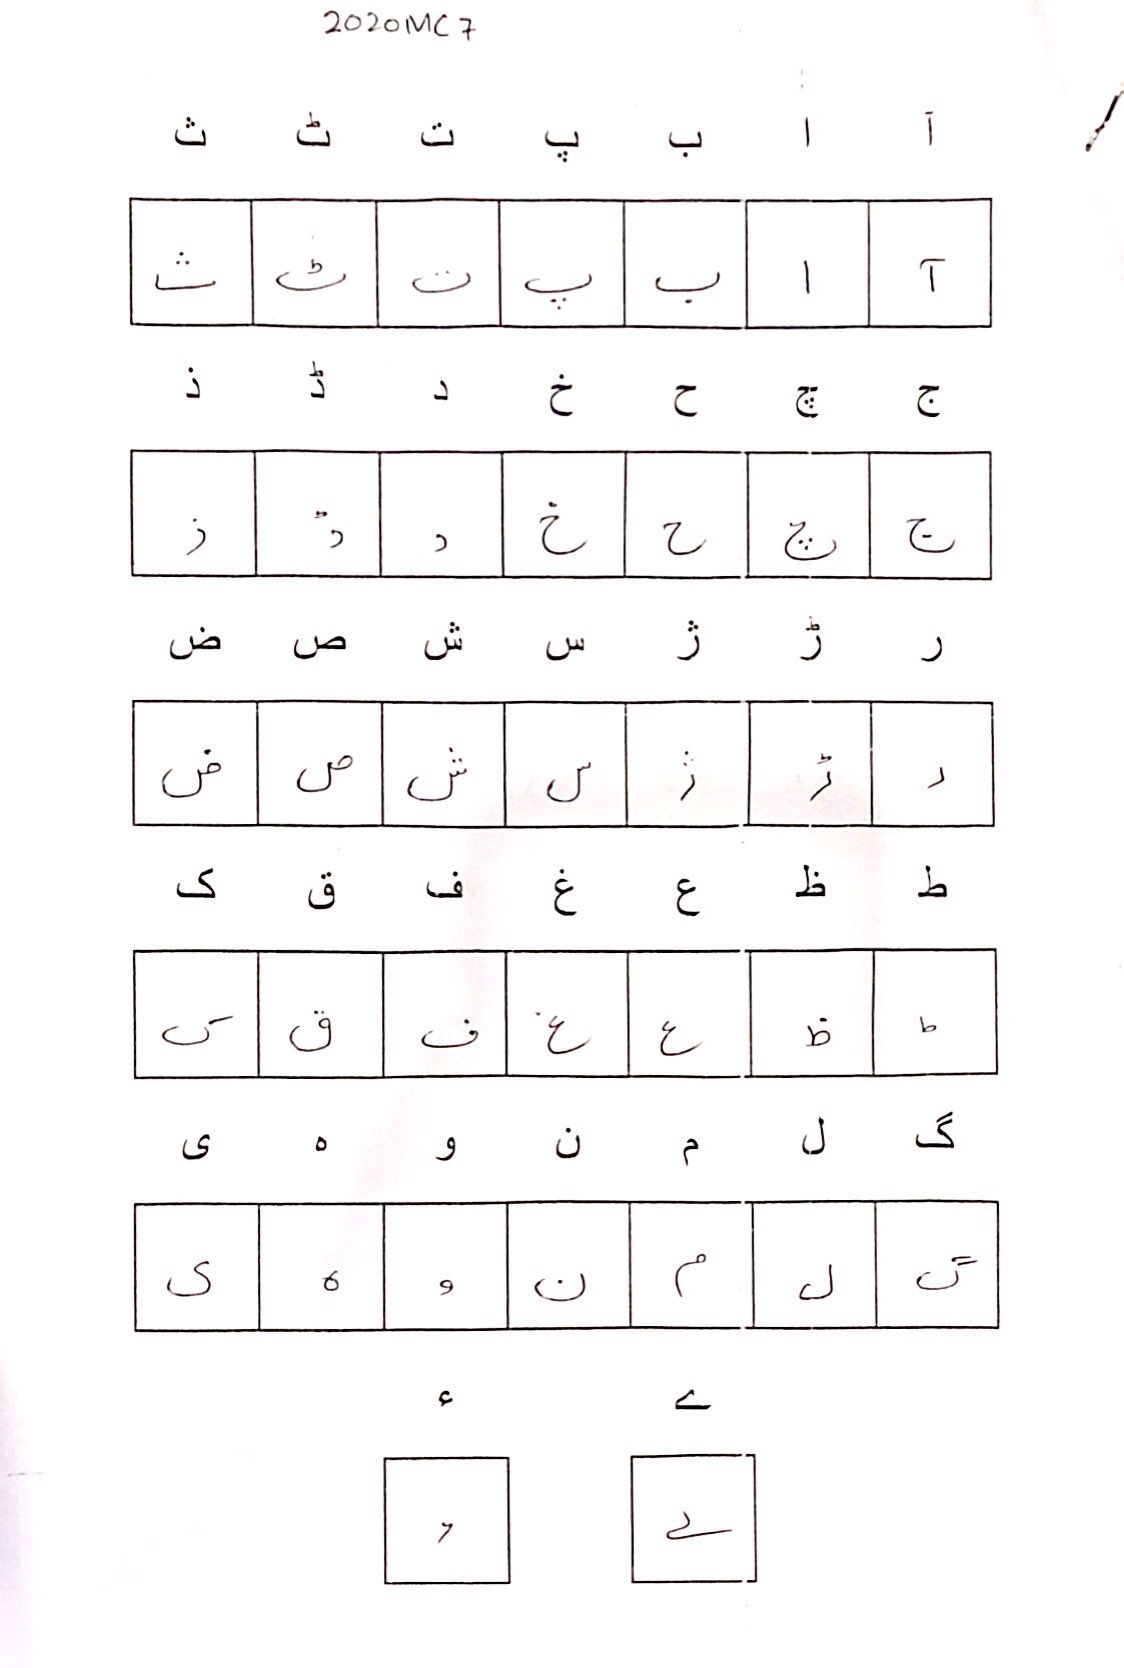 2020MC7
آ ا ب پ ت ٹ ث
آ ا ب پ ت ٹ ث
ج چ ح خ د ڈ ذ
ج چ ح خ د ڈ ذ
ر ڑ ژ س ش ص ض
ر ڑ ژ س ش ص ض
ط ظ ع غ ف ق ک
ط ظ ع غ ف ق ک
گ ل م ن و ہ ی
گ ل م ن و ہ ی
ے ء
ے ء